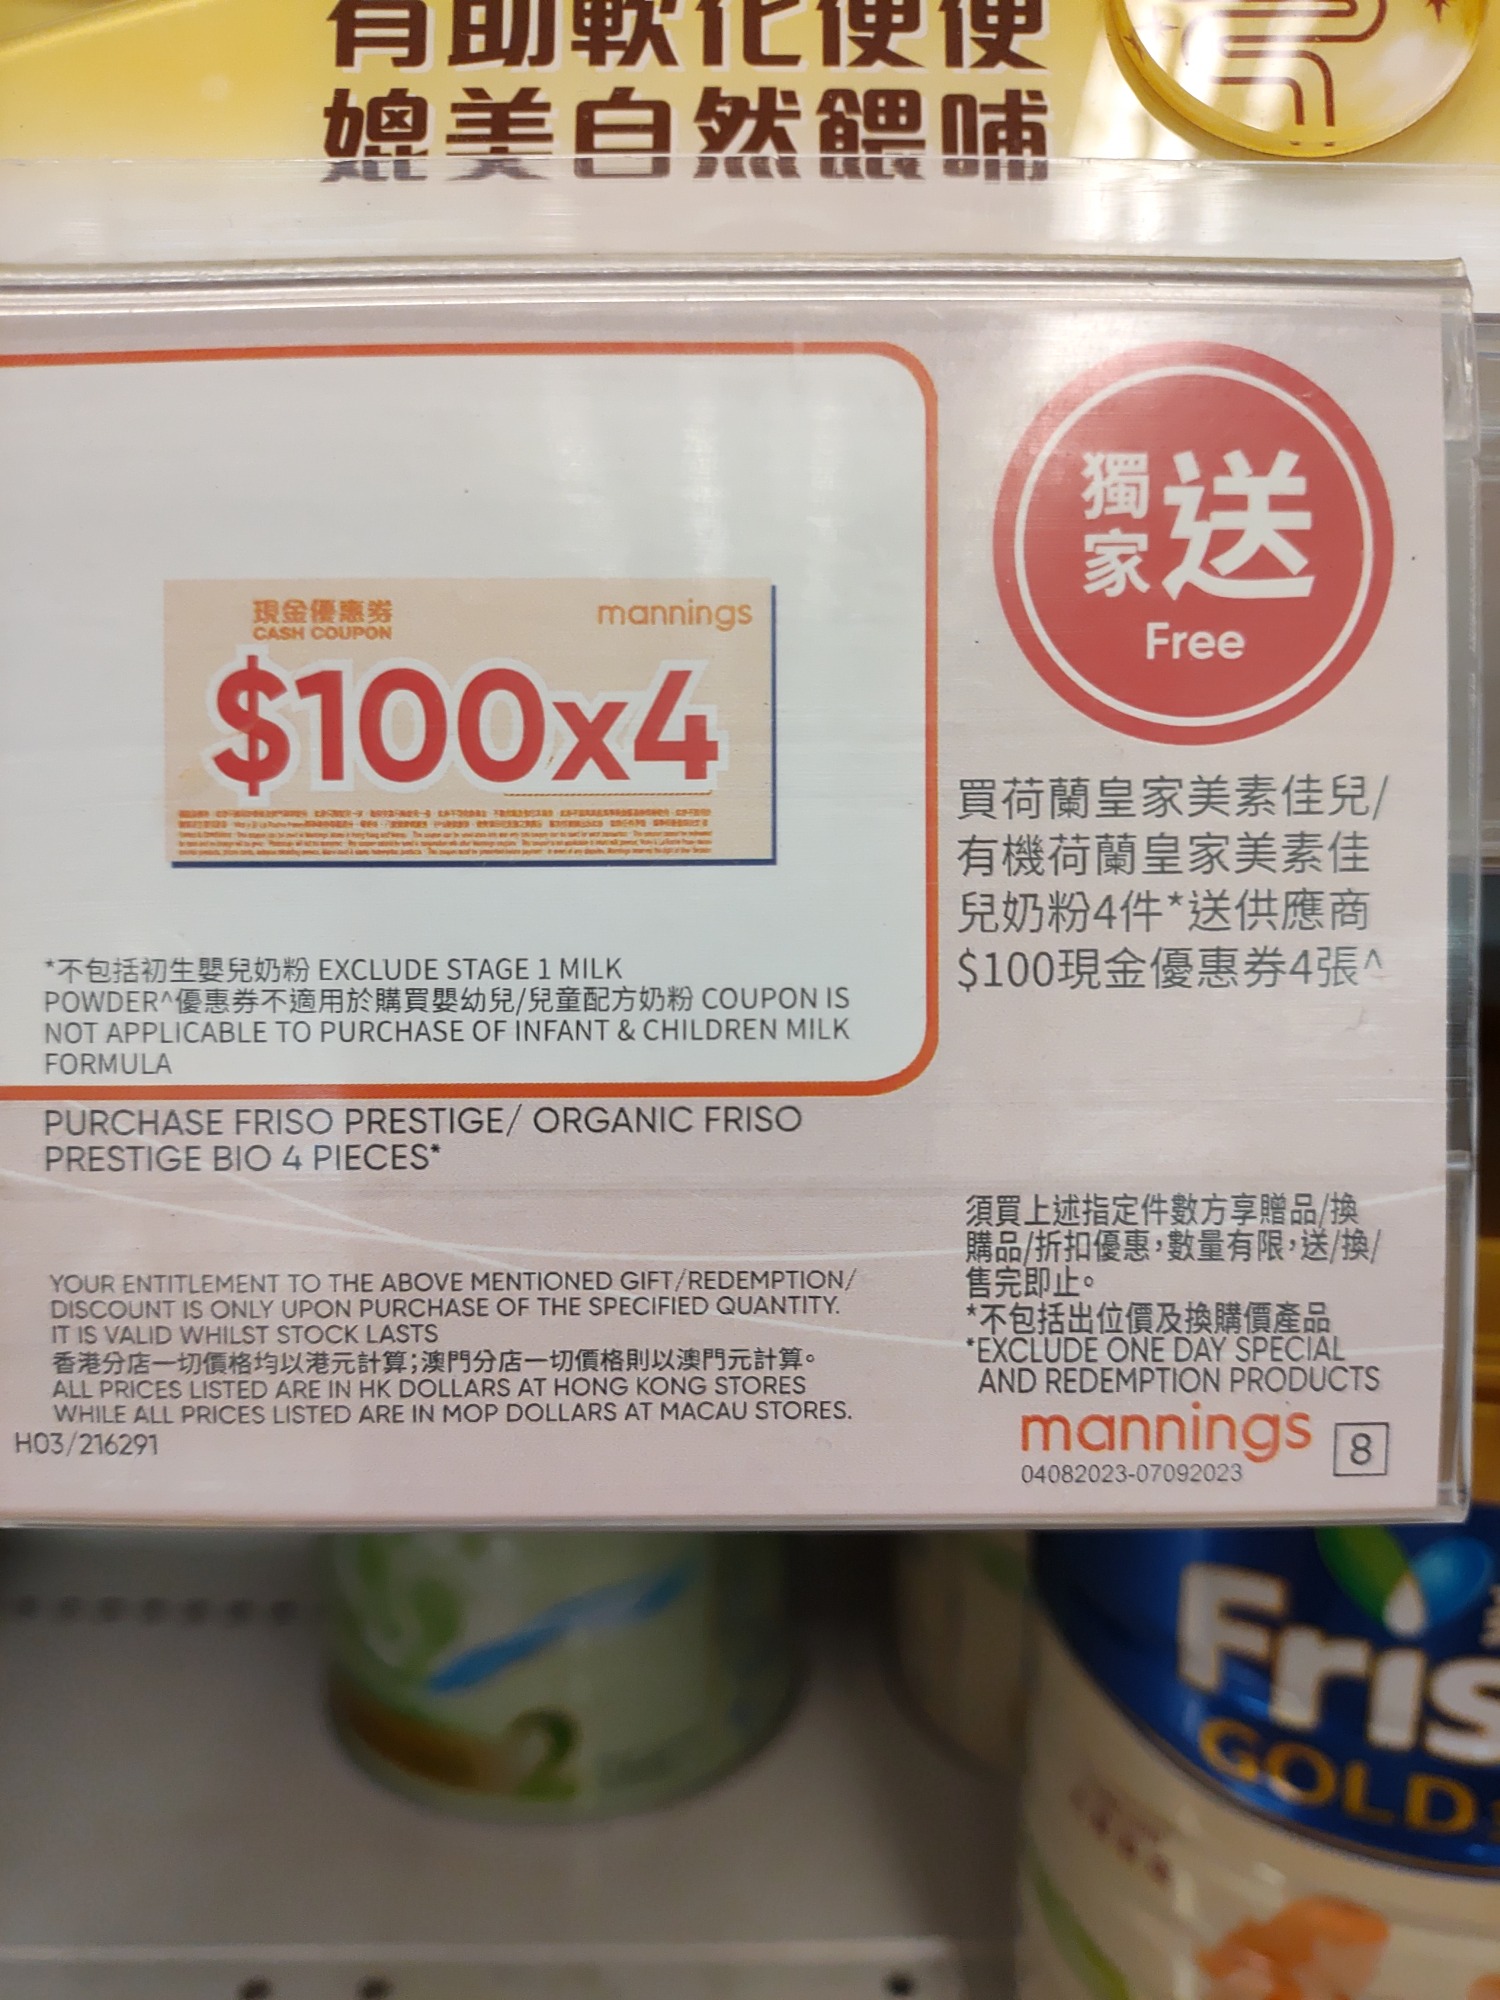 有助軟化便便
媲美自然餵哺
現金優惠券
CASH COUPON
mannings
$100x4
*不包括初生嬰兒奶粉 EXCLUDE STAGE 1 MILK
POWDER^優惠券不適用於購買嬰幼兒/兒童配方奶粉 COUPON IS
NOT APPLICABLE TO PURCHASE OF INFANT & CHILDREN MILK
FORMULA
PURCHASE FRISO PRESTIGE/ ORGANIC FRISO
PRESTIGE BIO 4 PIECES*
YOUR ENTITLEMENT TO THE ABOVE MENTIONED GIFT/REDEMPTION/
DISCOUNT IS ONLY UPON PURCHASE OF THE SPECIFIED QUANTITY.
IT IS VALID WHILST STOCK LASTS
香港分店一切價格均以港元計算;澳門分店一切價格則以澳門元計算。
ALL PRICES LISTED ARE IN HK DOLLARS AT HONG KONG STORES
WHILE ALL PRICES LISTED ARE IN MOP DOLLARS AT MACAU STORES.
H03/216291
獨家送
Free
買荷蘭皇家美素佳兒/
有機荷蘭皇家美素佳
兒奶粉4件*送供應商
$100現金優惠券4張^
須買上述指定件數方享贈品/換
購品/折扣優惠，數量有限，送/換/
售完即止。
*不包括出位價及換購價產品
*EXCLUDE ONE DAY SPECIAL
AND REDEMPTION PRODUCTS
mannings 8
04082023-07092023
2
Fris
GOLD